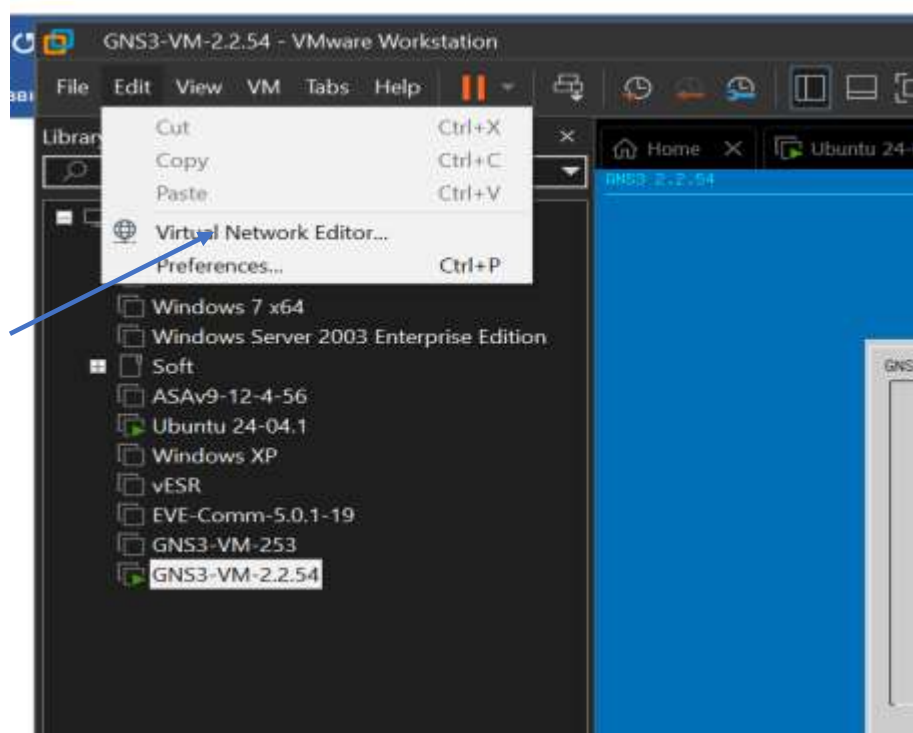 GNS3-VM-2.2.54 - VMware Workstation
File Edit View VM Tabs Help
Cut Ctrl+X
Copy Ctrl+C
Paste Ctrl+V
Virtual Network Editor...
Preferences... Ctrl+P
Home
Ubuntu 24-
GNS3 2.2.54
Windows 7 x64
Windows Server 2003 Enterprise Edition
Soft
ASAv9-12-4-56
Ubuntu 24-04.1
Windows XP
vESR
EVE-Comm-5.0.1-19
GNS3-VM-253
GNS3-VM-2.2.54
GNS